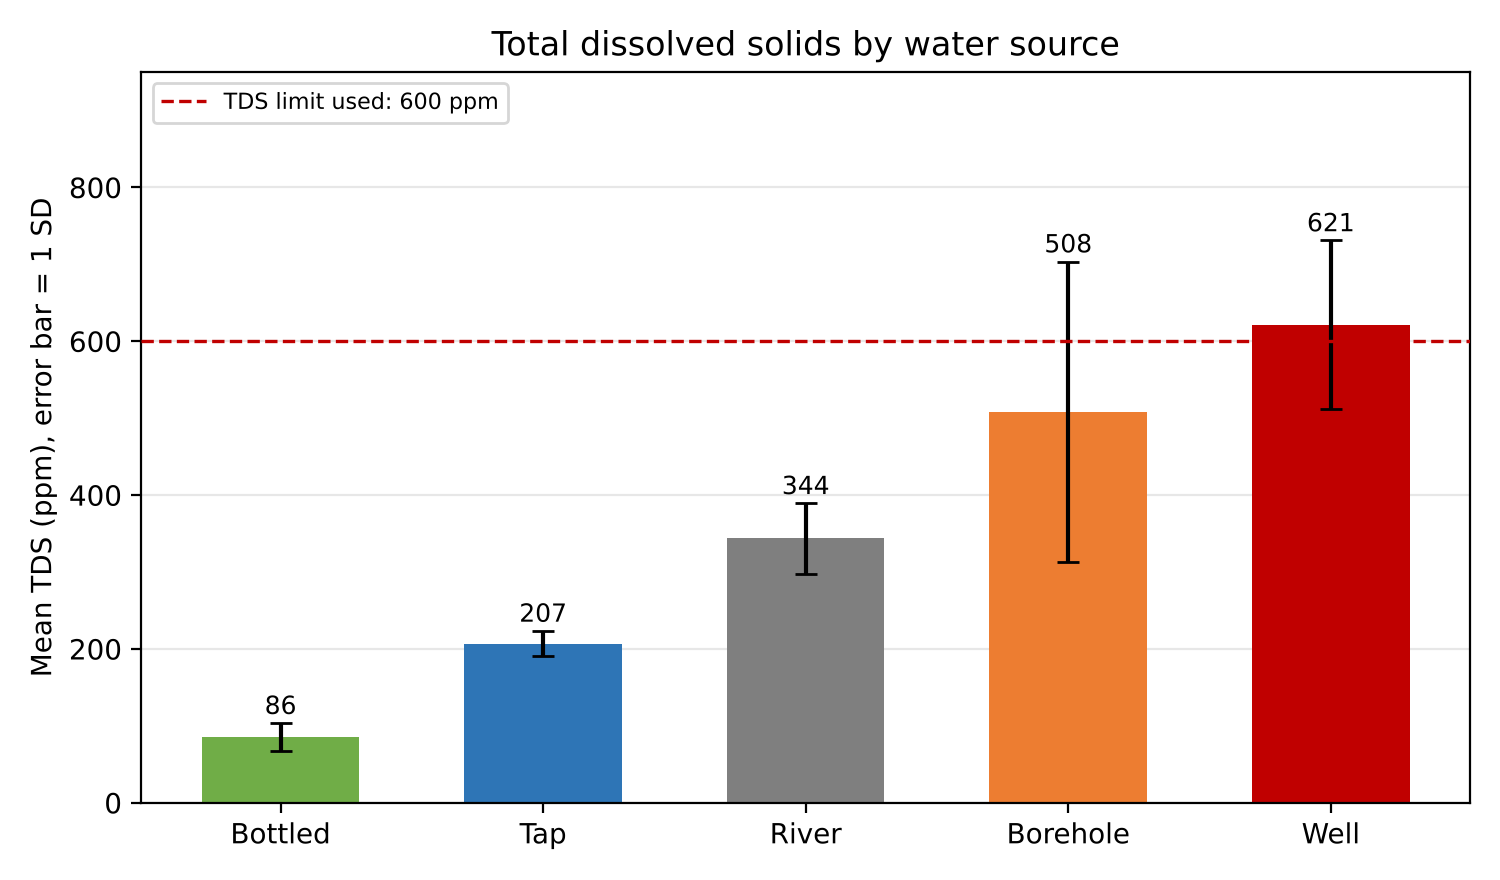 Total dissolved solids by water source
TDS limit used: 600 ppm
Mean TDS (ppm), error bar = 1 SD
800
600
400
200
0
86
207
344
508
621
Bottled
Tap
River
Borehole
Well